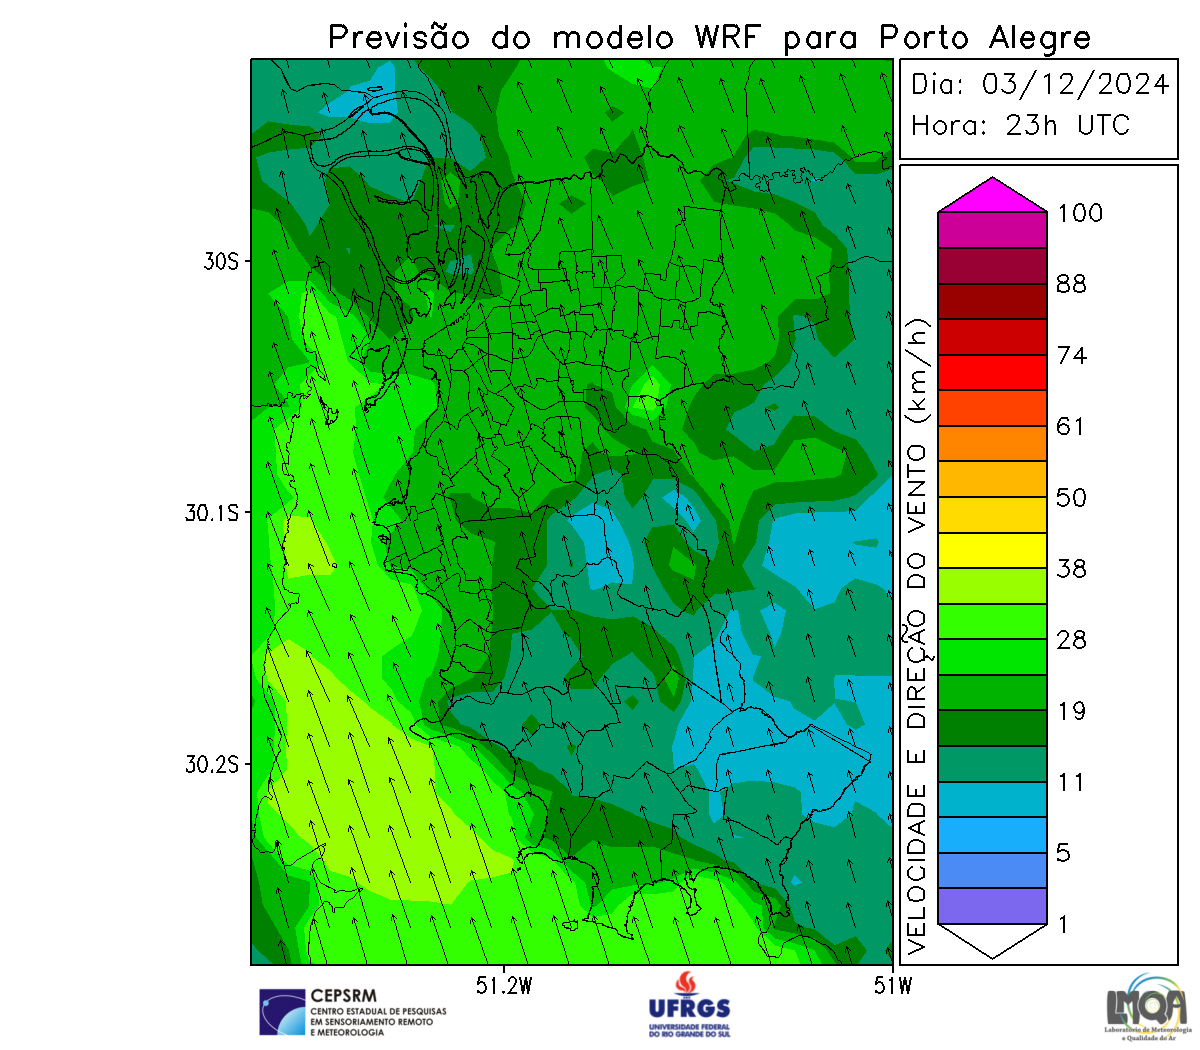 Previsão do modelo WRF para Porto Alegre
Dia: 03/12/2024
Hora: 23h UTC
30S
30.1S
30.2S
51.2W
51W
VELOCIDADE E DIREÇÃO DO VENTO (km/h)
100
88
74
61
50
38
28
19
11
5
1
CEPSRM
CENTRO ESTADUAL DE PESQUISAS
EM SENSORIAMENTO REMOTO
E METEOROLOGIA
UFRGS
UNIVERSIDADE FEDERAL
DO RIO GRANDE DO SUL
LMQA
Laboratório de Meteorologia
e Qualidade do Ar